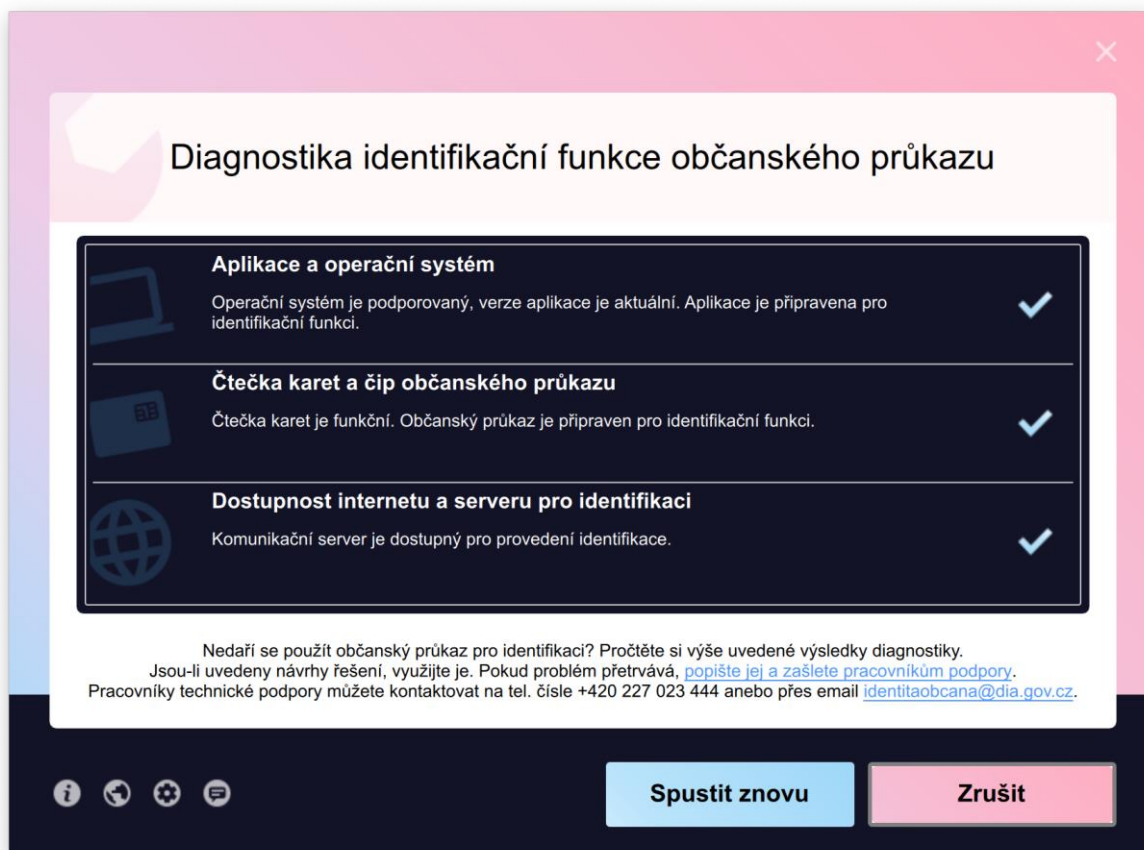 Diagnostika identifikační funkce občanského průkazu
Aplikace a operační systém
Operační systém je podporovaný, verze aplikace je aktuální. Aplikace je připravena pro
identifikační funkci.
Čtečka karet a čip občanského průkazu
Čtečka karet je funkční. Občanský průkaz je připraven pro identifikační funkci.
Dostupnost internetu a serveru pro identifikaci
Komunikační server je dostupný pro provedení identifikace.
Nedaří se použít občanský průkaz pro identifikaci? Pročtěte si výše uvedené výsledky diagnostiky.
Jsou-li uvedeny návrhy řešení, využijte je. Pokud problém přetrvává, popište jej a zašlete pracovníkům podpory.
Pracovníky technické podpory můžete kontaktovat na tel. čísle +420 227 023 444 anebo přes email identitaobcana@dia.gov.cz.
Spustit znovu
Zrušit